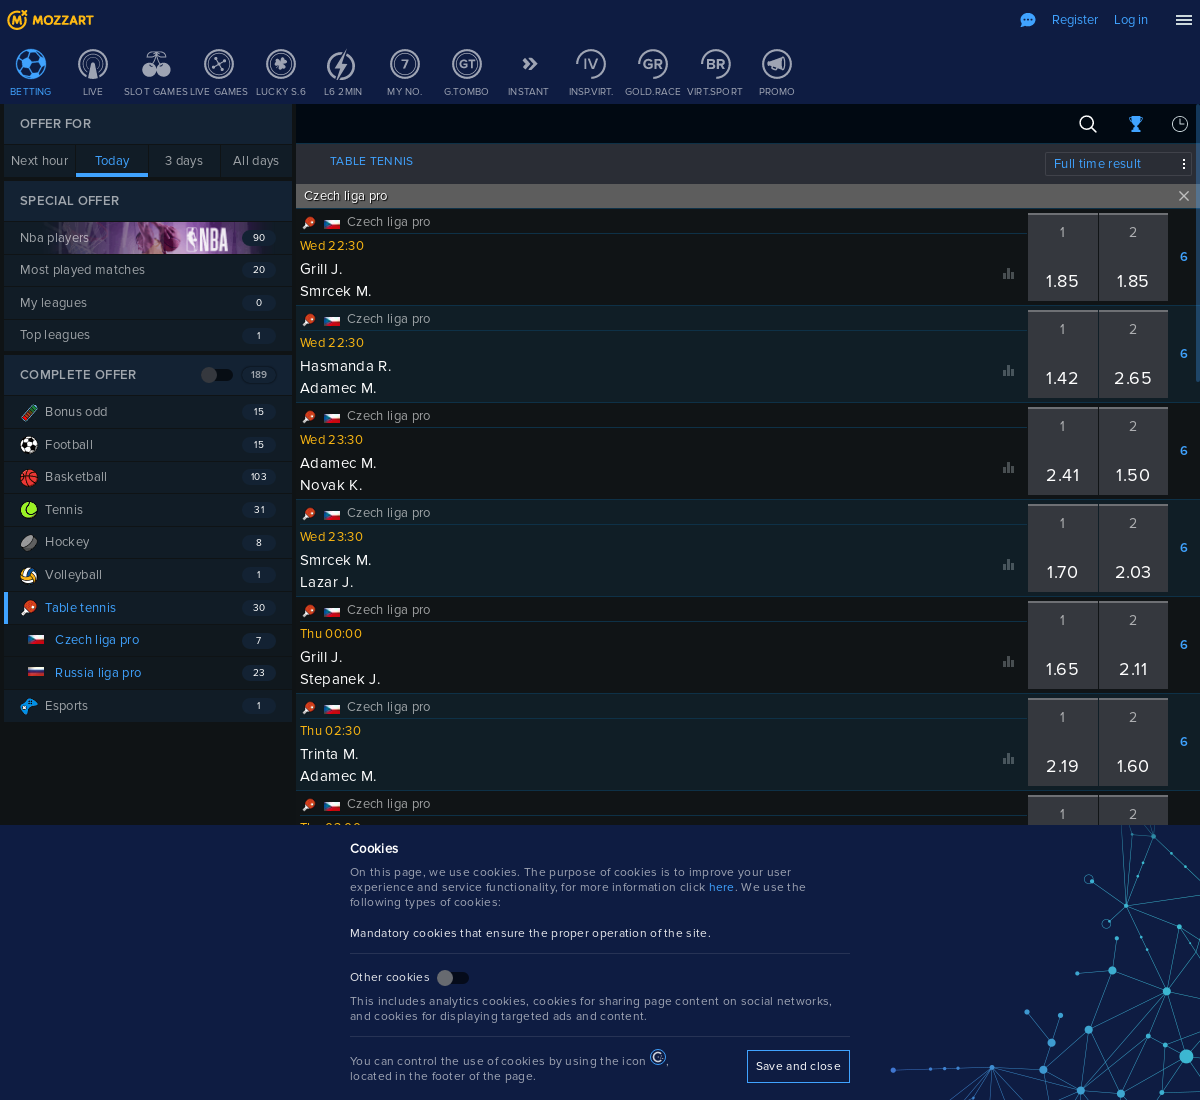 MOZZART
Register
Log in
BETTING
LIVE
SLOT GAMES
LIVE GAMES
LUCKY S.6
L6 2MIN
7
MY NO.
GT
G.TOMBO
INSTANT
IV
INSP.VIRT.
GR
GOLD.RACE
BR
VIRT.SPORT
PROMO
OFFER FOR
Next hour
Today
3 days
All days
SPECIAL OFFER
Nba players
NBA
90
Most played matches
20
My leagues
0
Top leagues
1
COMPLETE OFFER
189
Bonus odd
15
Football
15
Basketball
103
Tennis
31
Hockey
8
Volleyball
1
Table tennis
30
Czech liga pro
7
Russia liga pro
23
Esports
1
TABLE TENNIS
Full time result
Czech liga pro
Czech liga pro
Wed 22:30
Grill J.
Smrcek M.
1
2
1.85
1.85
6
Czech liga pro
Wed 22:30
Hasmanda R.
Adamec M.
1
2
1.42
2.65
6
Czech liga pro
Wed 23:30
Adamec M.
Novak K.
1
2
2.41
1.50
6
Czech liga pro
Wed 23:30
Smrcek M.
Lazar J.
1
2
1.70
2.03
6
Czech liga pro
Thu 00:00
Grill J.
Stepanek J.
1
2
1.65
2.11
6
Czech liga pro
Thu 02:30
Trinta M.
Adamec M.
1
2
2.19
1.60
6
Czech liga pro
1
2
Cookies
On this page, we use cookies. The purpose of cookies is to improve your user
experience and service functionality, for more information click here. We use the
following types of cookies:
Mandatory cookies that ensure the proper operation of the site.
Other cookies
This includes analytics cookies, cookies for sharing page content on social networks,
and cookies for displaying targeted ads and content.
You can control the use of cookies by using the icon ,
located in the footer of the page.
Save and close